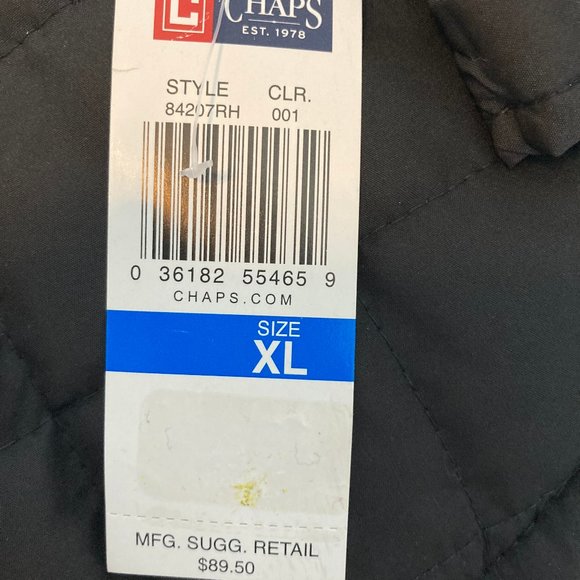 CHAPS
EST. 1978
STYLE CLR.
84207RH 001
0 36182 55465 9
CHAPS.COM
SIZE
XL
MFG. SUGG. RETAIL
$89.50